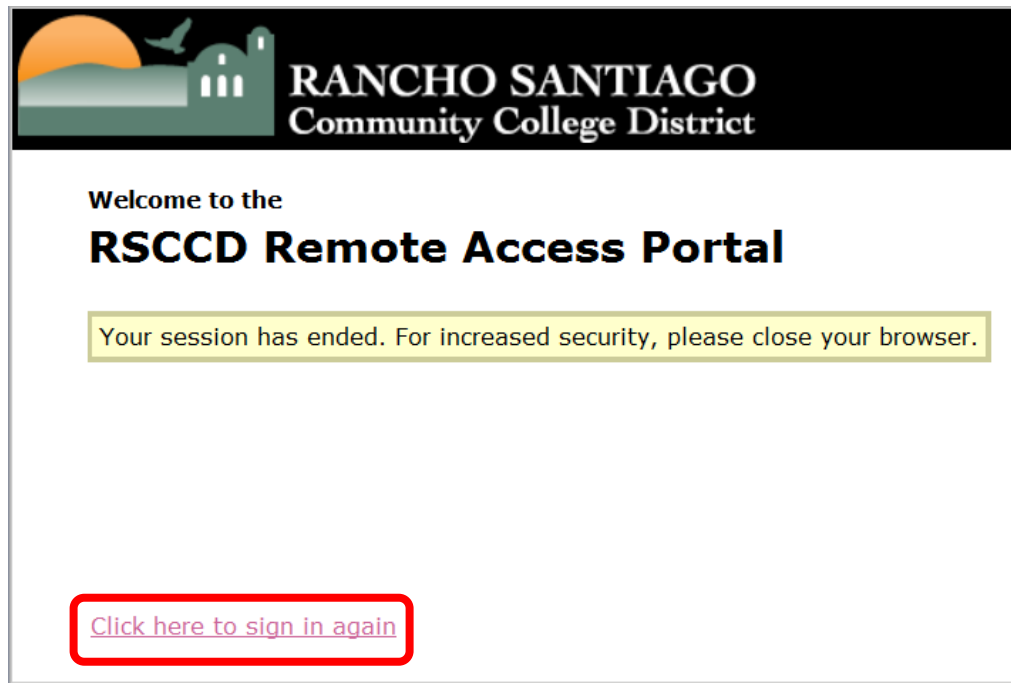 RANCHO SANTIAGO
Community College District
Welcome to the
RSCCD Remote Access Portal
Your session has ended. For increased security, please close your browser.
Click here to sign in again